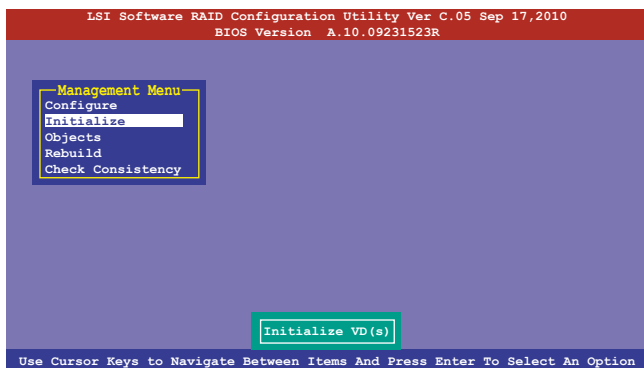 LSI Software RAID Configuration Utility Ver C.05 Sep 17,2010
BIOS Version A.10.09231523R
Management Menu
Configure
Initialize
Objects
Rebuild
Check Consistency
Initialize VD(s)
Use Cursor Keys to Navigate Between Items And Press Enter To Select An Option